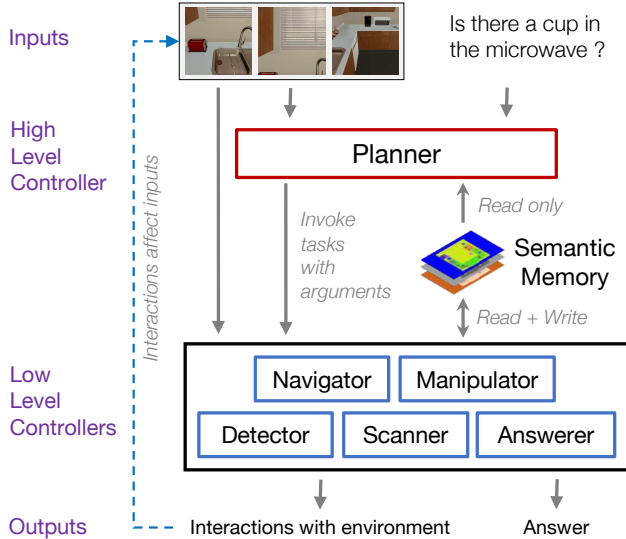 Inputs
Is there a cup in
the microwave ?
High
Level
Controller
Planner
Interactions affect inputs
Invoke
tasks
with
arguments
Read only
Semantic
Memory
Read + Write
Low
Level
Controllers
Navigator
Manipulator
Detector
Scanner
Answerer
Outputs
Interactions with environment
Answer